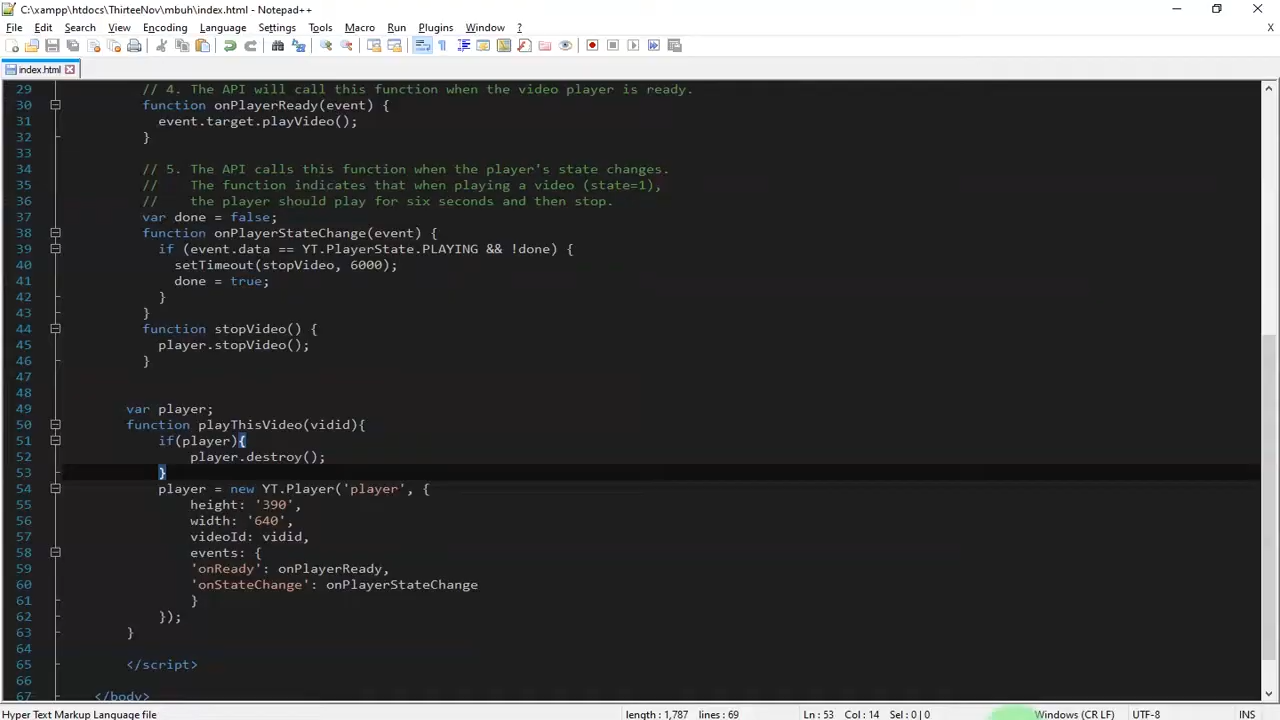 C:\xampp\htdocs\ThirteeNov\mbuh\index.html - Notepad++
File Edit Search View Encoding Language Settings Tools Macro Run Plugins Window ? X
index.html
29 // 4. The API will call this function when the video player is ready.
30 function onPlayerReady(event) {
31 event.target.playVideo();
32 }
33
34 // 5. The API calls this function when the player's state changes.
35 // The function indicates that when playing a video (state=1),
36 // the player should play for six seconds and then stop.
37 var done = false;
38 function onPlayerStateChange(event) {
39 if (event.data == YT.PlayerState.PLAYING && !done) {
40 setTimeout(stopVideo, 6000);
41 done = true;
42 }
43 }
44 function stopVideo() {
45 player.stopVideo();
46 }
47
48
49 var player;
50 function playThisVideo(vidid){
51 if(player){
52 player.destroy();
53 }
54 player = new YT.Player('player', {
55 height: '390',
56 width: '640',
57 videoId: vidid,
58 events: {
59 'onReady': onPlayerReady,
60 'onStateChange': onPlayerStateChange
61 }
62 });
63 }
64
65 </script>
66
67 </body>
Hyper Text Markup Language file length : 1,787 lines : 69 Ln : 53 Col : 14 Sel : 0 | 0 Windows (CR LF) UTF-8 INS